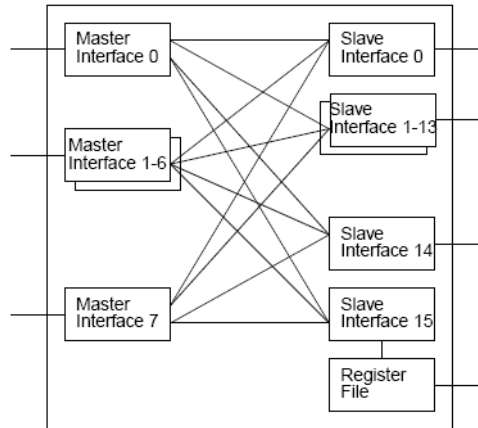 Master
Interface 0
Slave
Interface 0
Master
Interface 1-6
Slave
Interface 1-13
Slave
Interface 14
Master
Interface 7
Slave
Interface 15
Register
File